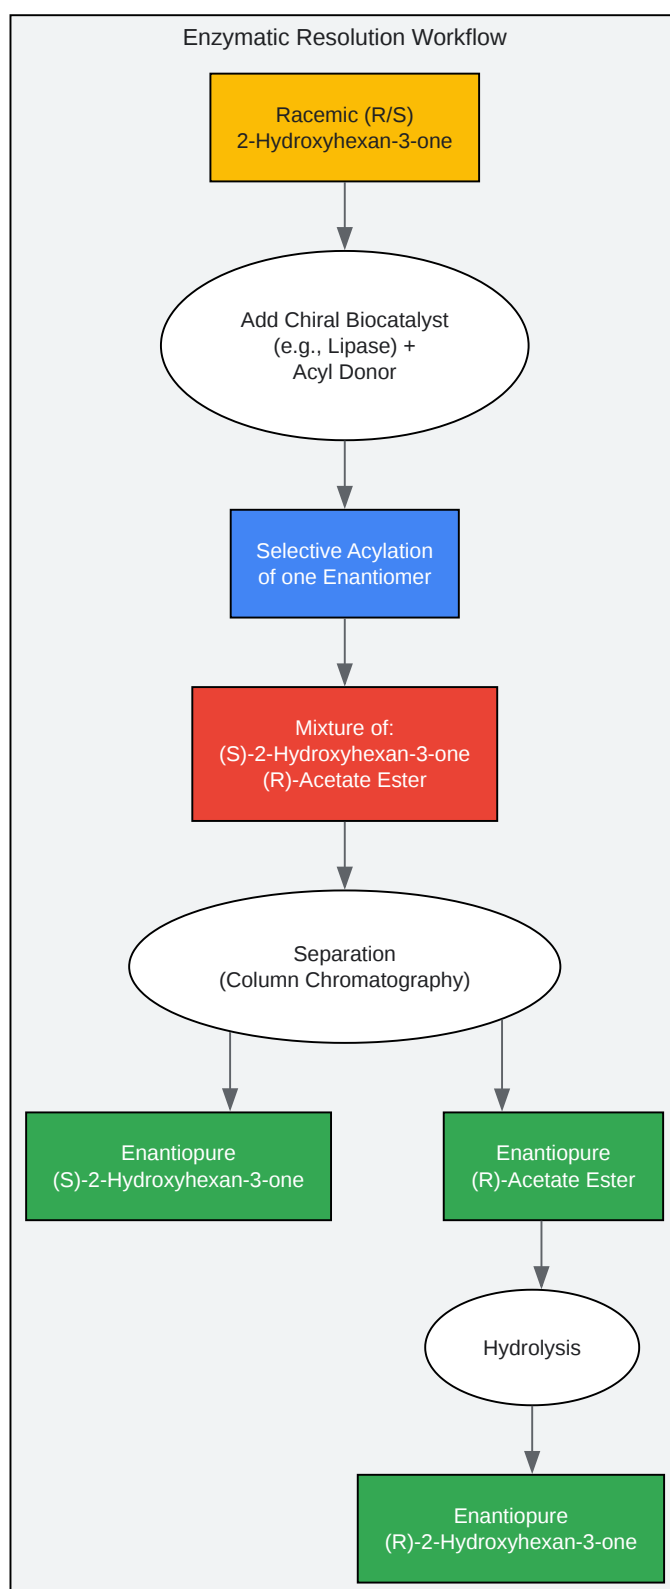 Enzymatic Resolution Workflow
Racemic (R/S)
2-Hydroxyhexan-3-one
Add Chiral Biocatalyst
(e.g., Lipase) +
Acyl Donor
Selective Acylation
of one Enantiomer
Mixture of:
(S)-2-Hydroxyhexan-3-one
(R)-Acetate Ester
Separation
(Column Chromatography)
Enantiopure
(S)-2-Hydroxyhexan-3-one
Enantiopure
(R)-Acetate Ester
Hydrolysis
Enantiopure
(R)-2-Hydroxyhexan-3-one